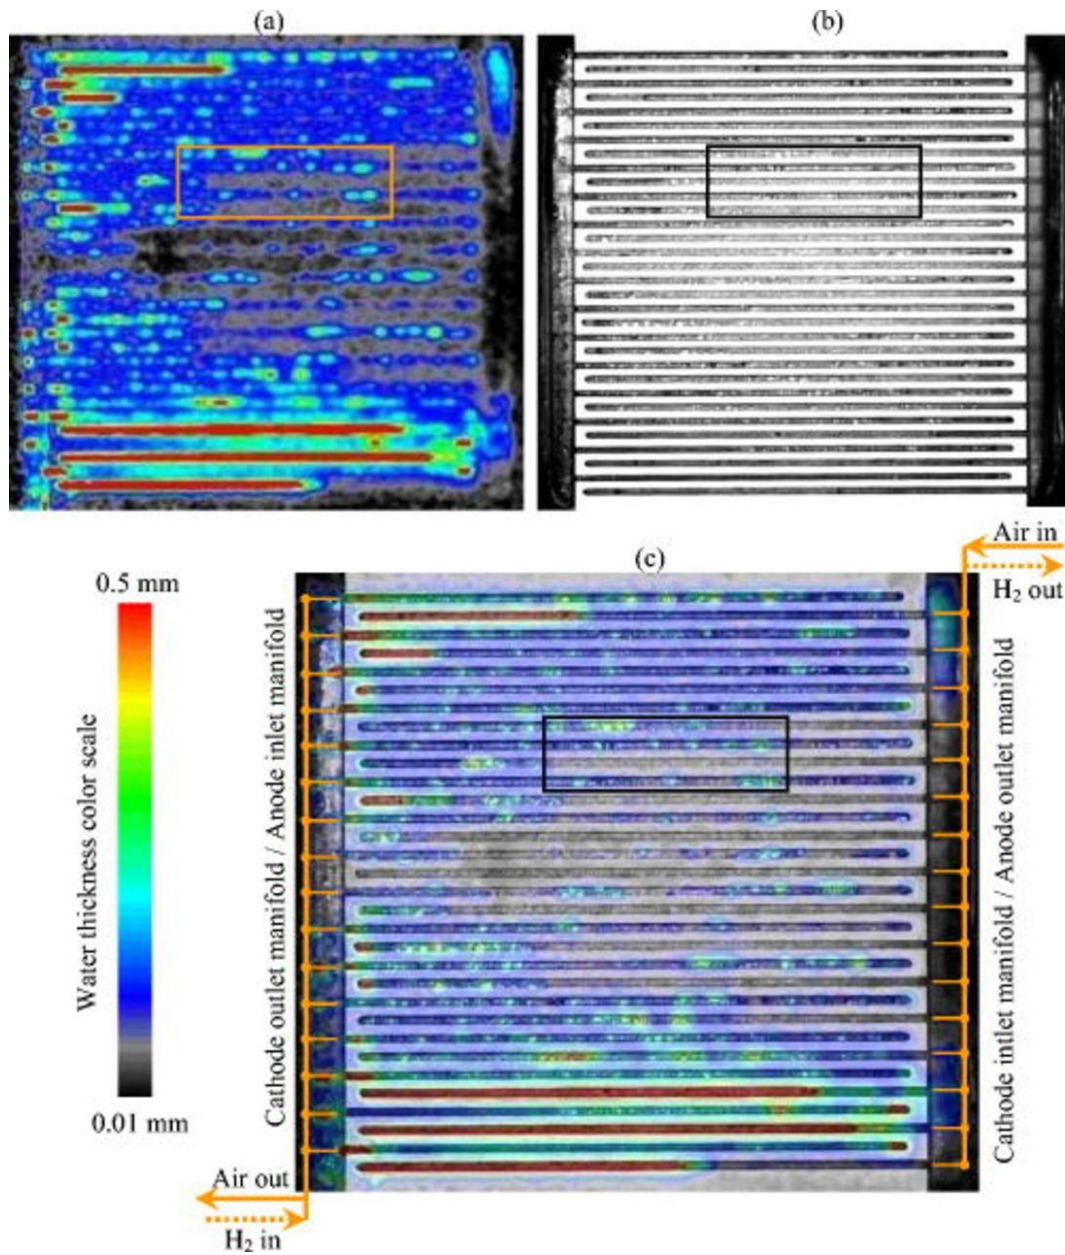 (a)
(b)
(c)
Air in
H₂ out
0.5 mm
Water thickness color scale
0.01 mm
Cathode outlet manifold / Anode inlet manifold
Cathode inlet manifold / Anode outlet manifold
Air out
H₂ in